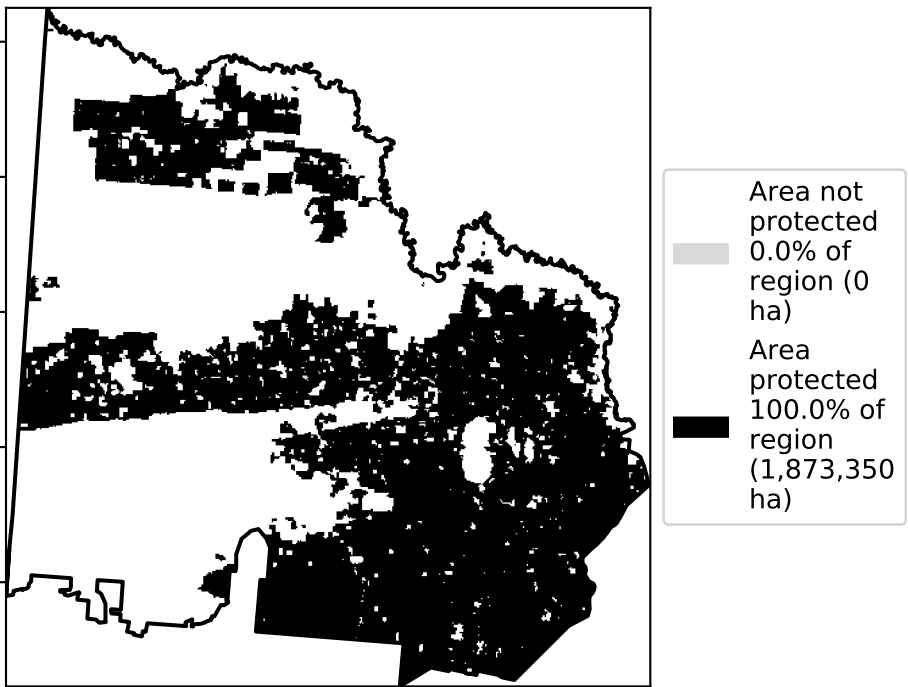 Area not
protected
0.0% of
region (0
ha)
Area
protected
100.0% of
region
(1,873,350
ha)